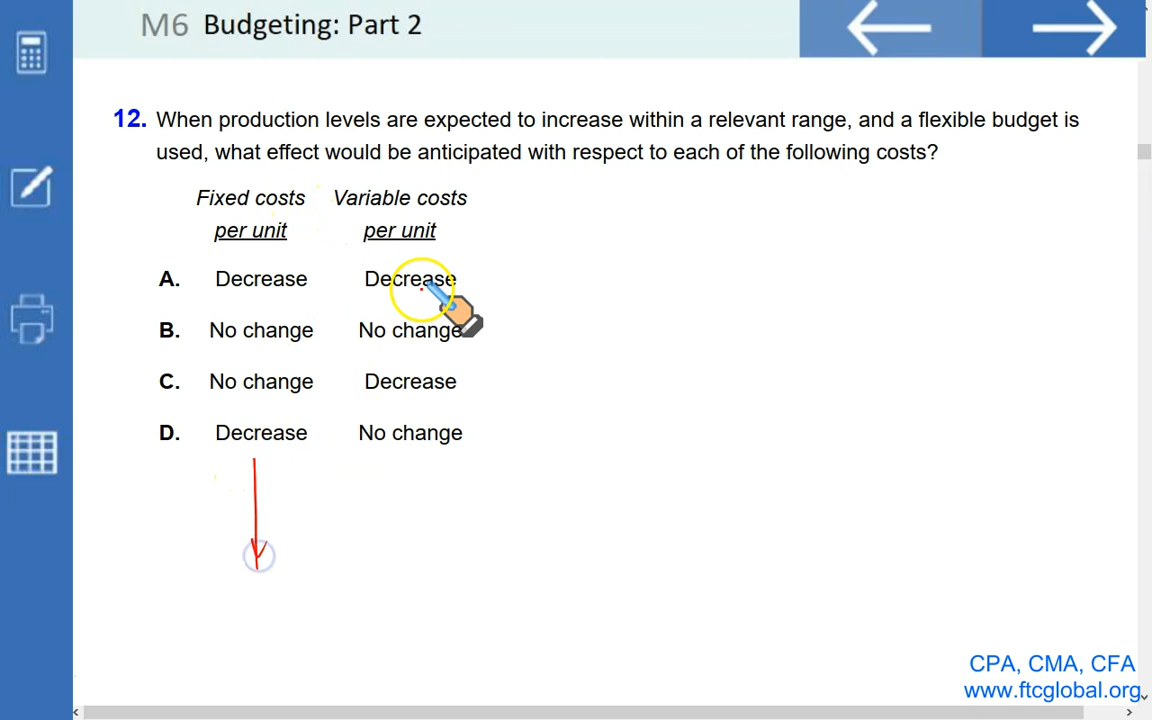 M6 Budgeting: Part 2
12. When production levels are expected to increase within a relevant range, and a flexible budget is
used, what effect would be anticipated with respect to each of the following costs?
Fixed costs Variable costs
per unit per unit
A. Decrease Decrease
B. No change No change
C. No change Decrease
D. Decrease No change
CPA, CMA, CFA
www.ftcglobal.org